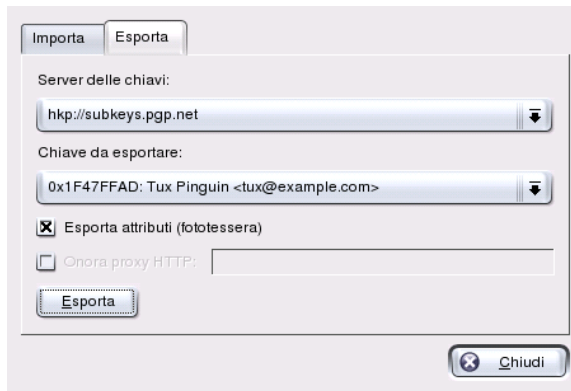 Importa Esporta
Server delle chiavi:
hkp://subkeys.pgp.net
Chiave da esportare:
0x1F47FFAD: Tux Pinguin <tux@example.com>
Esporta attributi (fototessera)
Onora proxy HTTP:
Esporta
Chiudi